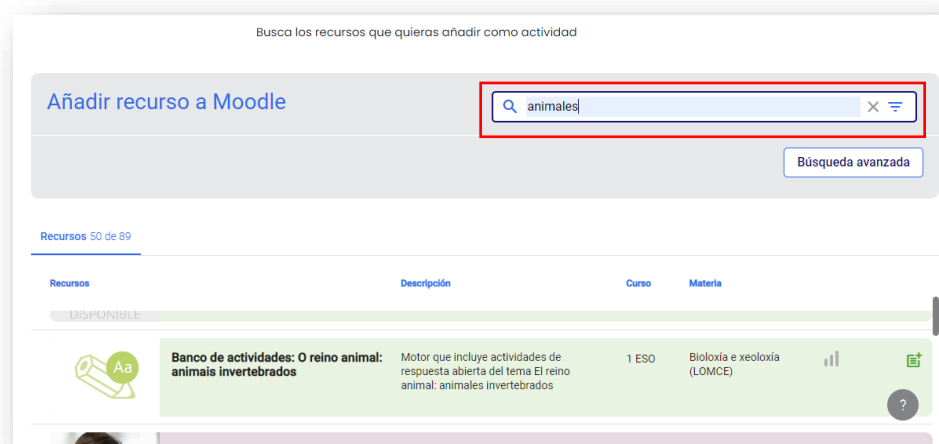 Busca los recursos que quieras añadir como actividad
Añadir recurso a Moodle
animales
Búsqueda avanzada
Recursos 50 de 89
Recursos Descripción Curso Materia
DISPONIBLE
Aa
Banco de actividades: O reino animal:
animais invertebrados
Motor que incluye actividades de
respuesta abierta del tema El reino
animal: animales invertebrados
1 ESO
Bioloxía e xeoloxía
(LOMCE)
?